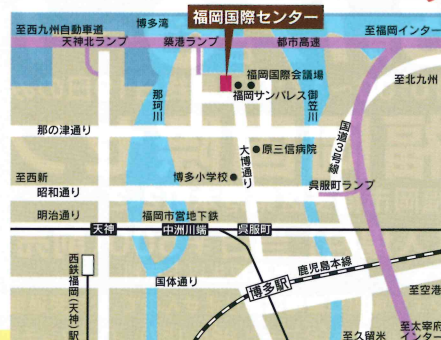 福岡国際センター
博多湾
至西九州自動車道
至福岡インター
天神北ランプ
築港ランプ
都市高速
福岡国際会議場
福岡サンパレス
至北九州
那珂川
御笠川
国道3号線
那の津通り
大博通り
原三信病院
至西新
博多小学校
呉服町ランプ
昭和通り
明治通り
福岡市営地下鉄
天神
中洲川端
呉服町
西鉄福岡(天神)駅
国体通り
博多駅
鹿児島本線
至空港
至久留米
至太宰府
インター